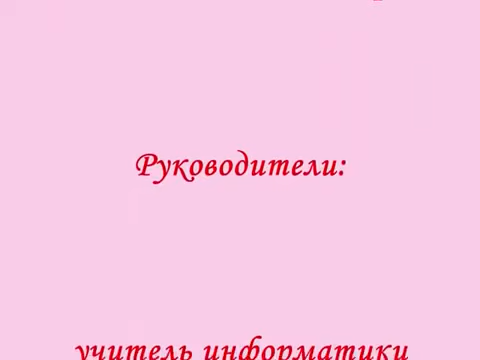 Руководители:
учитель информатики